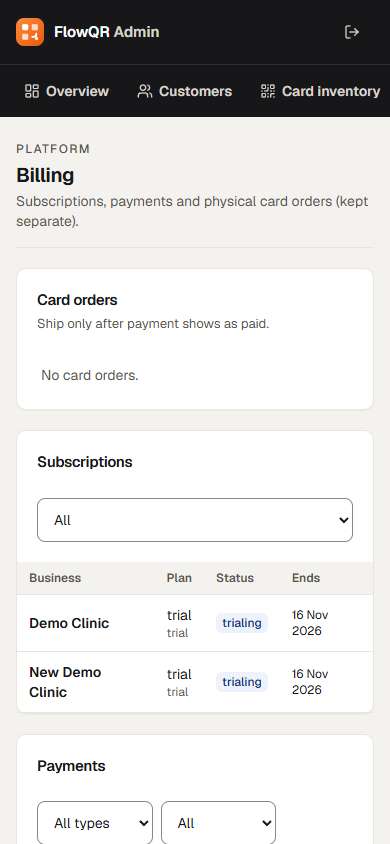 FlowQR Admin
Overview
Customers
Card inventory
PLATFORM
Billing
Subscriptions, payments and physical card orders (kept
separate).
Card orders
Ship only after payment shows as paid.
No card orders.
Subscriptions
All
Business Plan Status Ends
Demo Clinic trial trial trialing 16 Nov 2026
New Demo Clinic trial trial trialing 16 Nov 2026
Payments
All types
All